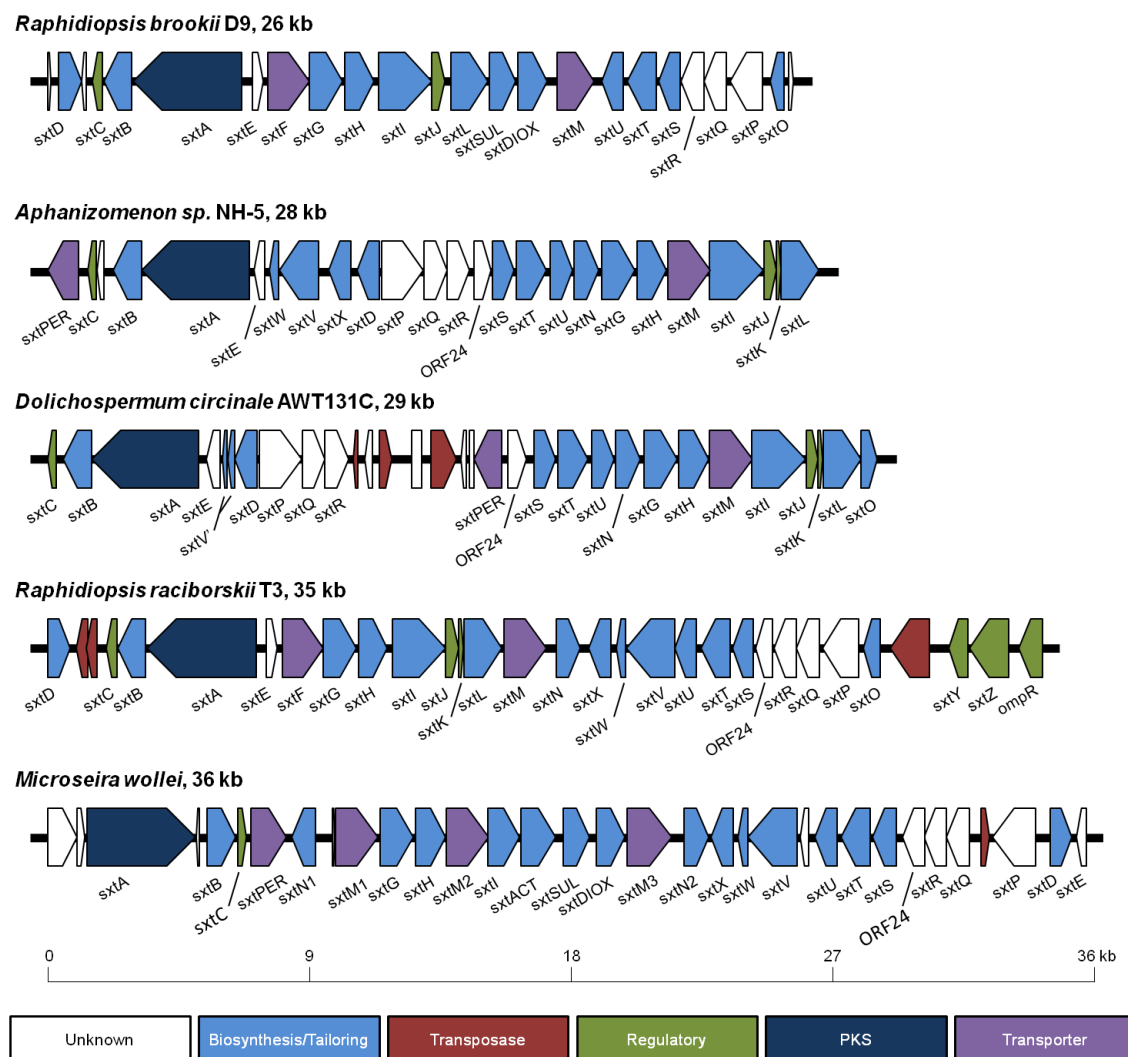 Raphidiopsis brookii D9, 26 kb
sxtD sxtC sxtB sxtA sxtE sxtF sxtG sxtH sxtI sxtJ sxtL sxtSUL sxtDIOX sxtM sxtU sxtT sxtS sxtR sxtQ sxtP sxtO
Aphanizomenon sp. NH-5, 28 kb
sxtPER sxtC sxtB sxtA sxtE sxtW sxtV sxtX sxtD sxtP sxtQ sxtR ORF24 sxtS sxtT sxtU sxtN sxtG sxtH sxtM sxtI sxtJ sxtK sxtL
Dolichospermum circinale AWT131C, 29 kb
sxtC sxtB sxtA sxtE sxtV' sxtD sxtP sxtQ sxtR sxtPER ORF24 sxtS sxtT sxtU sxtN sxtG sxtH sxtM sxtI sxtJ sxtK sxtL sxtO
Raphidiopsis raciborskii T3, 35 kb
sxtD sxtC sxtB sxtA sxtE sxtF sxtG sxtH sxtI sxtJ sxtK sxtL sxtM sxtN sxtX sxtW sxtV sxtU sxtT sxtS ORF24 sxtR sxtQ sxtP sxtO sxtY sxtZ ompR
Microseira wollei, 36 kb
sxtA sxtB sxtC sxtPER sxtN1 sxtM1 sxtG sxtH sxtM2 sxtI sxtACT sxtSUL sxtDIOX sxtM3 sxtN2 sxtX sxtW sxtV sxtU sxtT sxtS ORF24 sxtR sxtQ sxtP sxtD sxtE
0 9 18 27 36 kb
Unknown Biosynthesis/Tailoring Transposase Regulatory PKS Transporter